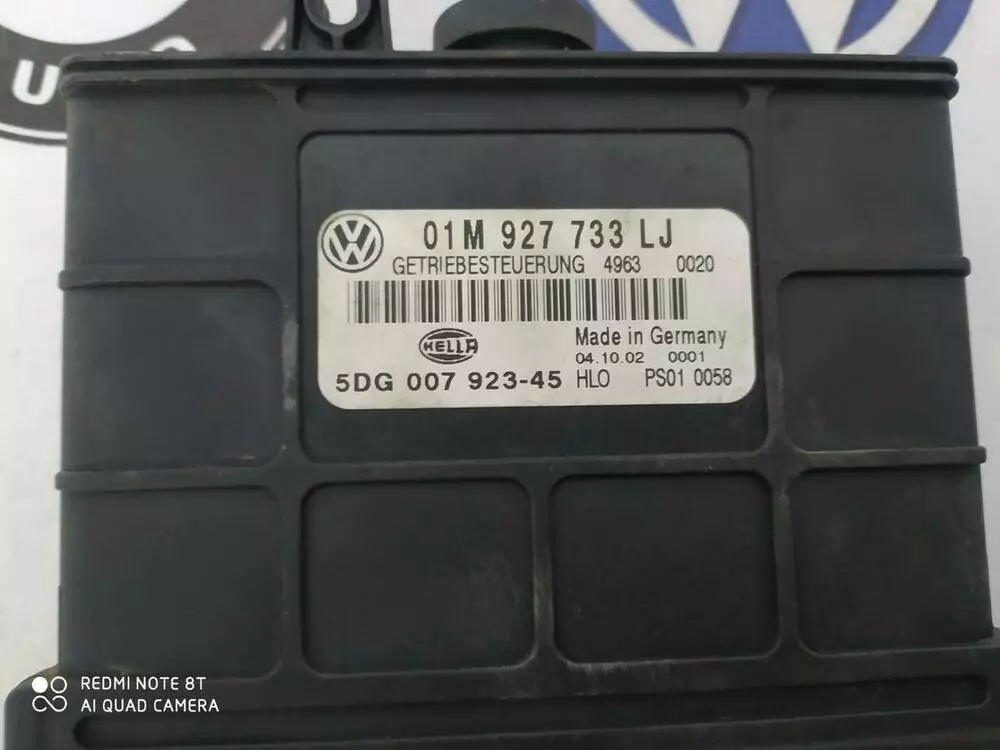 01M 927 733 LJ
GETRIEBESTEUERUNG 4963 0020
HELLA
Made in Germany
04.10.02 0001
5DG 007 923-45 HLO PS01 0058
REDMI NOTE 8T
AI QUAD CAMERA